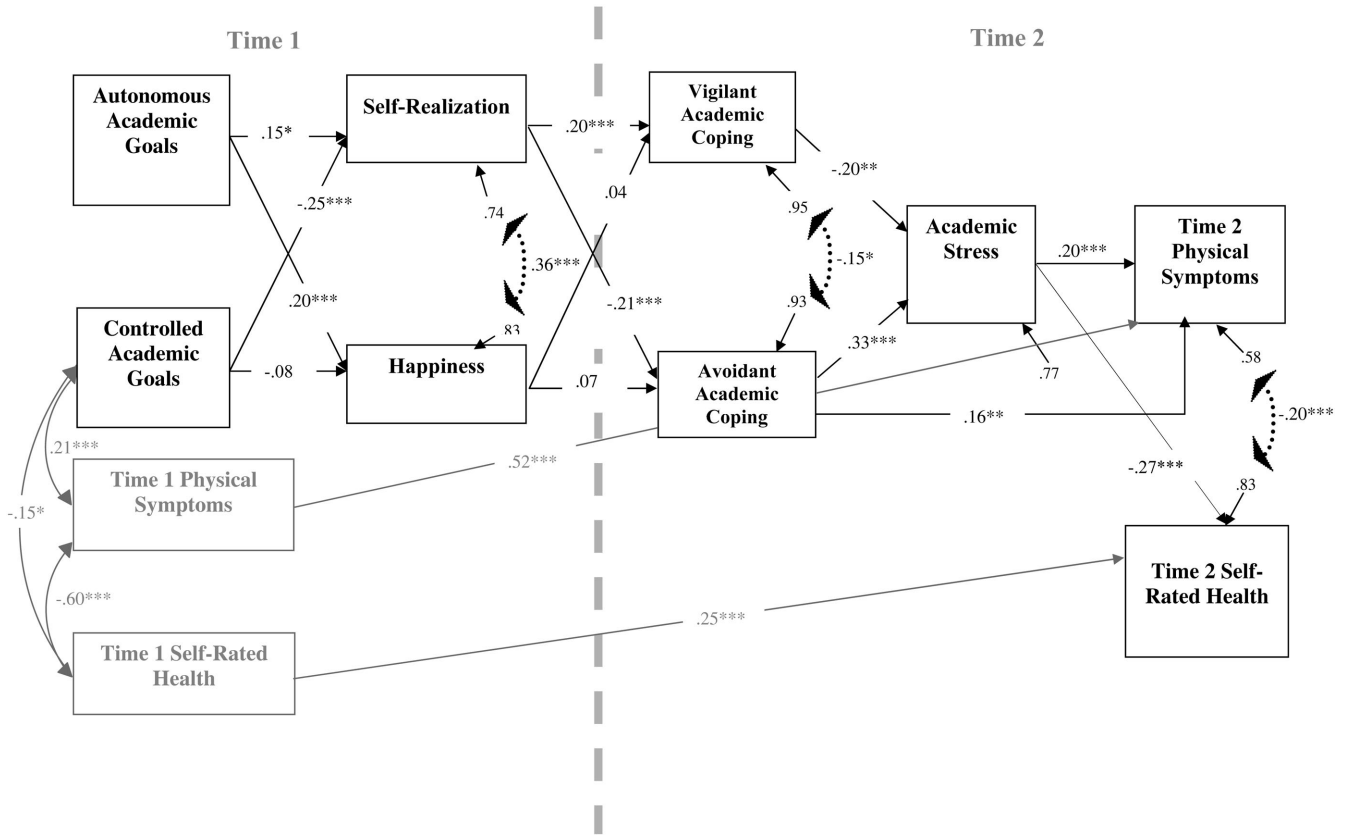 Time 1
Time 2
Autonomous
Academic
Goals
Self-Realization
Vigilant
Academic
Coping
.15*
.20***
-.20**
-.25***
.04
.74
.95
Academic
Stress
Time 2
Physical
Symptoms
.20***
.36***
-.15*
.20***
-.21***
.93
Controlled
Academic
Goals
.83
.33***
.58
-.08
Happiness
.07
Avoidant
Academic
Coping
.77
.16**
-.20***
.21***
.52***
-.27***
Time 1 Physical
Symptoms
.83
-.15*
Time 2 Self-
Rated Health
-.60***
.25***
Time 1 Self-Rated
Health